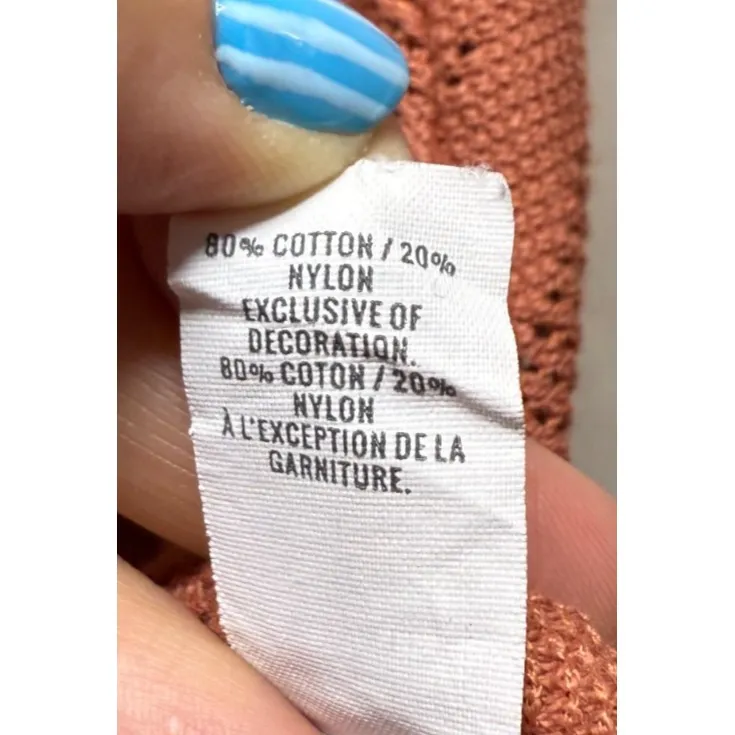 80% COTTON / 20%
NYLON
EXCLUSIVE OF
DECORATION.
80% COTON / 20%
NYLON
À L'EXCEPTION DE LA
GARNITURE.